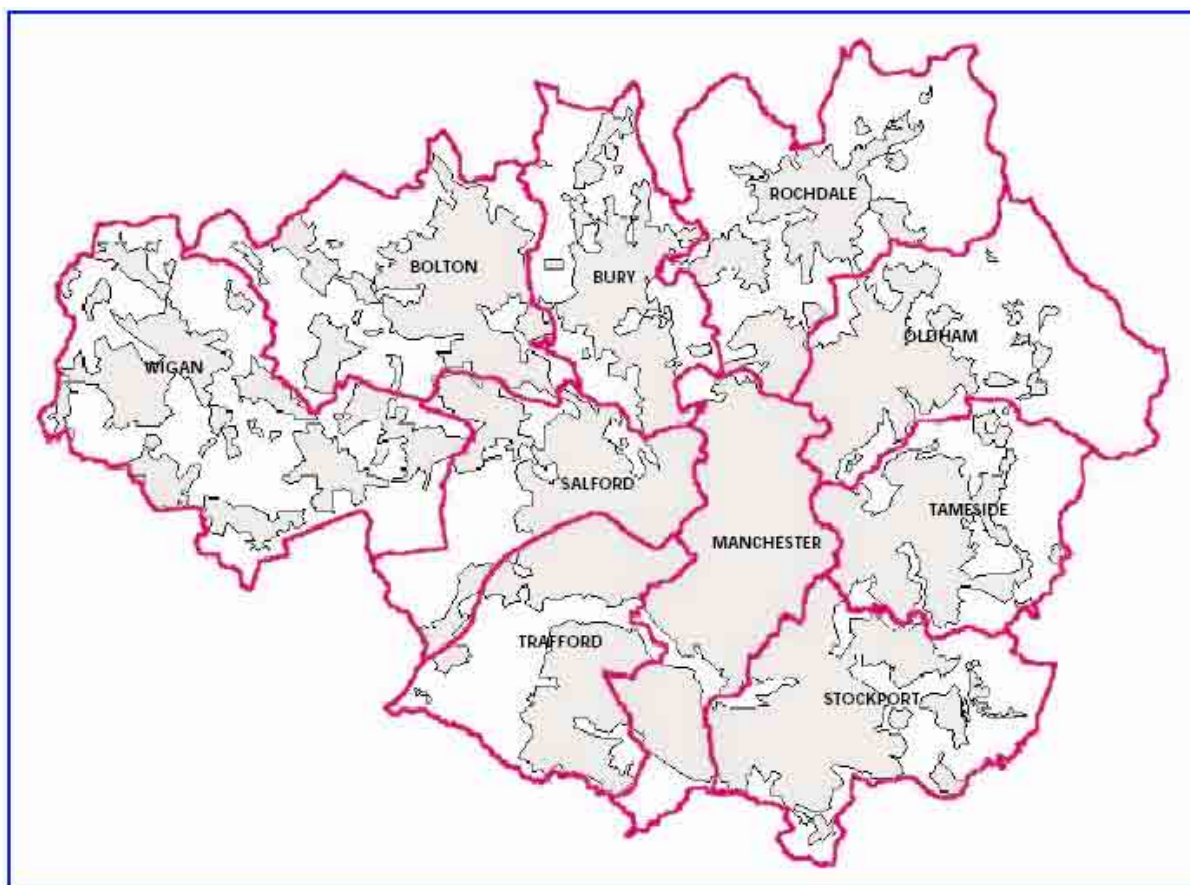 ROCHDALE
BOLTON
BURY
OLDHAM
WIGAN
SALFORD
TAMESIDE
MANCHESTER
TRAFFORD
STOCKPORT